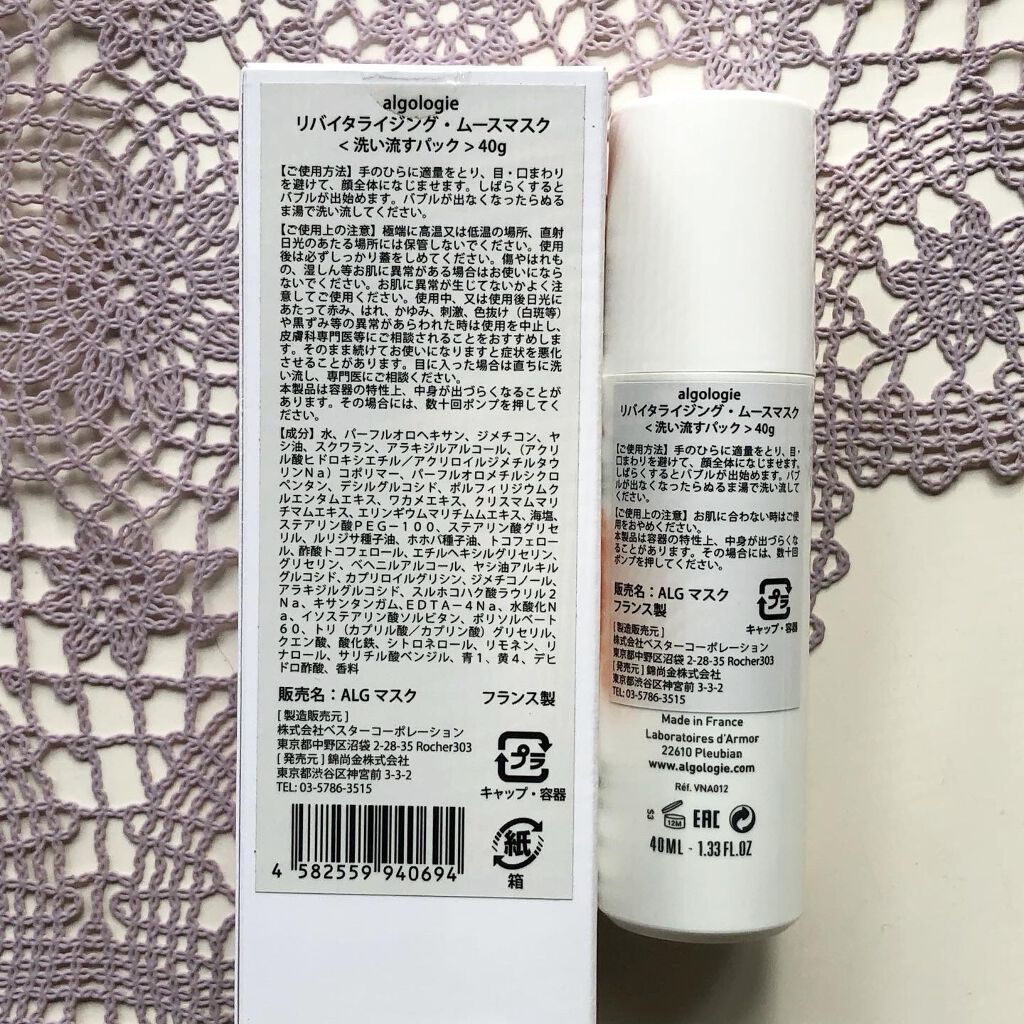 algologie
リバイタライジング・ムースマスク
< 洗い流すパック > 40g
【ご使用方法】手のひらに適量をとり、目・口まわり
を避けて、顔全体になじませます。しばらくすると
バブルが出始めます。バブルが出なくなったらぬる
ま湯で洗い流してください。
【ご使用上の注意】極端に高温又は低温の場所、直射
日光のあたる場所には保管しないでください。使用
後は必ずしっかり蓋をしめてください。傷やはれも
の、湿しん等お肌に異常がある場合はお使いになら
ないでください。お肌に異常が生じてないかよく注
意してご使用ください。使用中、又は使用後日光に
あたって赤み、はれ、かゆみ、刺激、色抜け（白斑等）
や黒ずみ等の異常があらわれた時は使用を中止し、
皮膚科専門医等にご相談されることをおすすめしま
す。そのまま続けてお使いになりますと症状を悪化
させることがあります。目に入った場合は直ちに洗
い流し、専門医にご相談ください。
本製品は容器の特性上、中身が出づらくなることが
あります。その場合には、数十回ポンプを押してくだ
さい。
【成分】水、パーフルオロヘキサン、ジメチコン、ヤ
シ油、スクワラン、アラキジルアルコール、（アクリ
ル酸ヒドロキシエチル／アクリロイルジメチルタウ
リンＮａ）コポリマー、パーフルオロメチルシクロ
ペンタン、デシルグルコシド、ポルフィリジウムク
ルエンタムエキス、ワカメエキス、クリスマムマリ
チマムエキス、エリンギウムマリチムムエキス、海塩、
ステアリン酸ＰＥＧ－１００、ステアリン酸グリセ
リル、ルリジサ種子油、ホホバ種子油、トコフェロー
ル、酢酸トコフェロール、エチルヘキシルグリセリン、
グリセリン、ベヘニルアルコール、ヤシ油アルキル
グルコシド、カプリロイルグリシン、ジメチコノール、
アラキジルグルコシド、スルホコハク酸ラウリル２
Ｎａ、キサンタンガム、ＥＤＴＡ－４Ｎａ、水酸化Ｎ
ａ、イソステアリン酸ソルビタン、ポリソルベート
６０、トリ（カプリル酸／カプリン酸）グリセリル、
クエン酸、酸化鉄、シトロネロール、リモネン、リ
ナロール、サリチル酸ベンジル、青１、黄４、デヒ
ドロ酢酸、香料
販売名：ALG マスク フランス製
[ 製造販売元 ]
株式会社ベスターコーポレーション
東京都中野区沼袋 2-28-35 Rocher303
[ 発売元 ] 錦尚金株式会社
東京都渋谷区神宮前 3-3-2
TEL: 03-5786-3515
プラ
キャップ・容器
紙
箱
4 582559 940694
algologie
リバイタライジング・ムースマスク
< 洗い流すパック > 40g
【ご使用方法】手のひらに適量をとり、目・
口まわりを避けて、顔全体になじませます。
しばらくするとバブルが出始めます。バブ
ルが出なくなったらぬるま湯で洗い流して
ください。
【ご使用上の注意】お肌に合わない時はご使
用をおやめください。
本製品は容器の特性上、中身が出づらくな
ることがあります。その場合には、数十回
ポンプを押してください。
販売名：ALG マスク
フランス製
プラ
キャップ・容器
[ 製造販売元 ]
株式会社ベスターコーポレーション
東京都中野区沼袋 2-28-35 Rocher303
[ 発売元 ] 錦尚金株式会社
東京都渋谷区神宮前 3-3-2
TEL: 03-5786-3515
Made in France
Laboratoires d'Armor
22610 Pleubian
www.algologie.com
Réf. VNA012
S3
12M
EAC
40ML - 1.33 FL.OZ